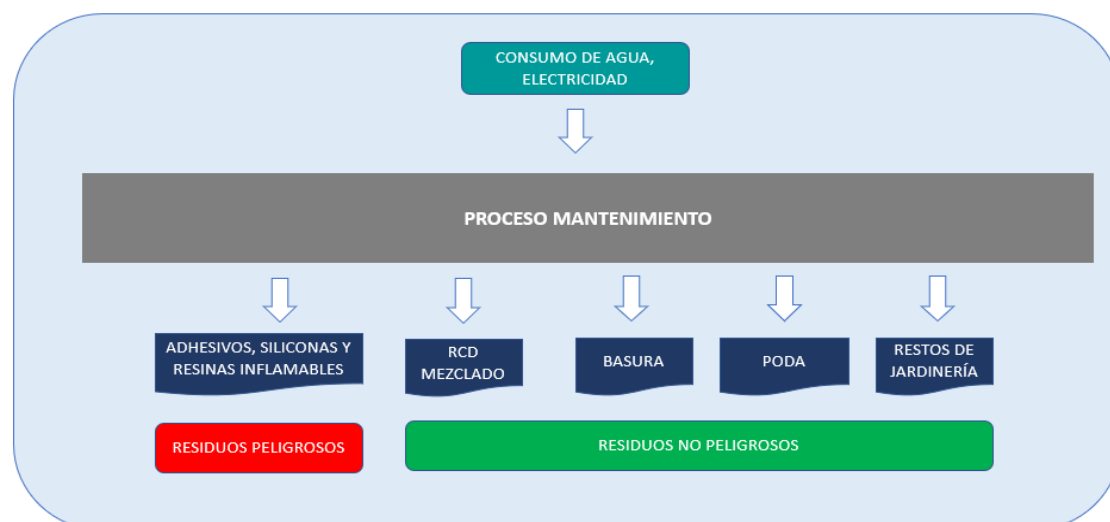 CONSUMO DE AGUA,
ELECTRICIDAD
PROCESO MANTENIMIENTO
ADHESIVOS, SILICONAS Y
RESINAS INFLAMABLES
RCD
MEZCLADO
BASURA
PODA
RESTOS DE
JARDINERÍA
RESIDUOS PELIGROSOS
RESIDUOS NO PELIGROSOS